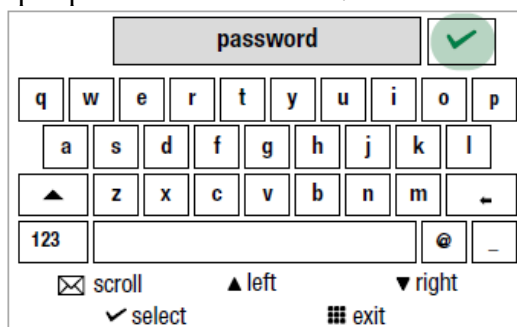 password
q w e r t y u i o p
a s d f g h j k l
z x c v b n m
123 @ _
scroll left right
select exit